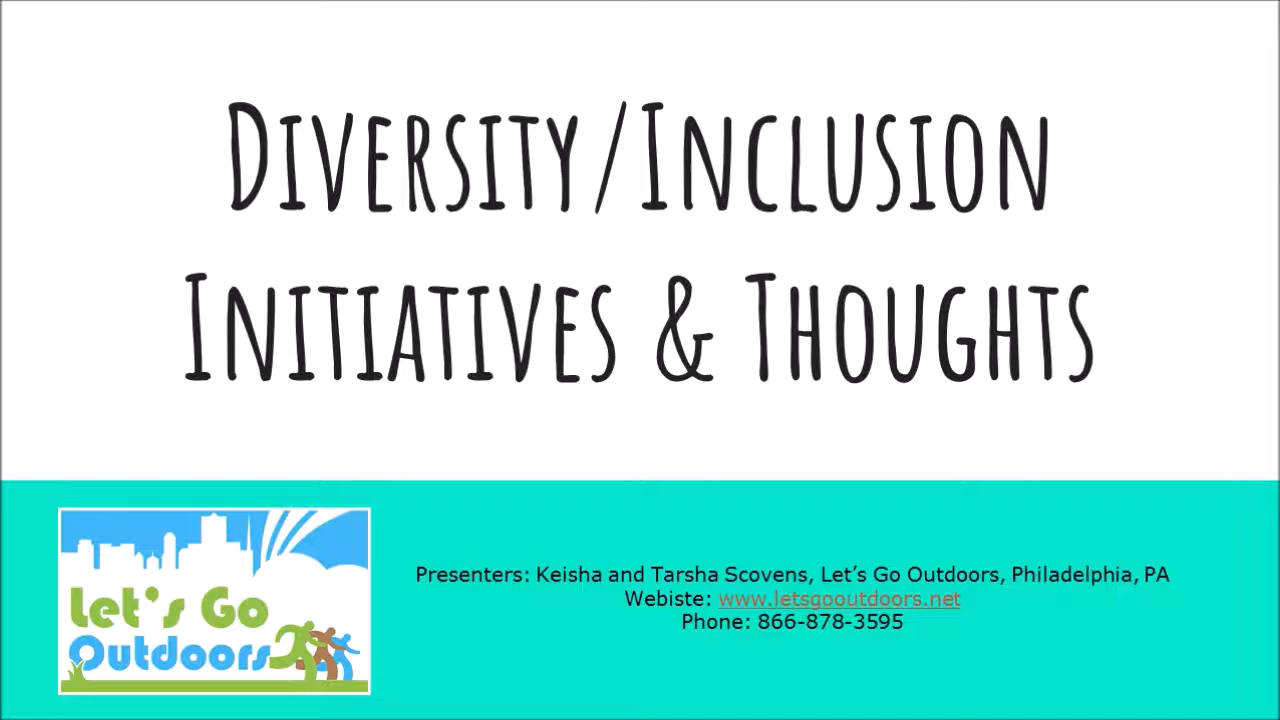 Diversity/Inclusion
Initiatives & Thoughts
Let's Go
Outdoors
Presenters: Keisha and Tarsha Scovens, Let's Go Outdoors, Philadelphia, PA
Webiste: www.letsgooutdoors.net
Phone: 866-878-3595